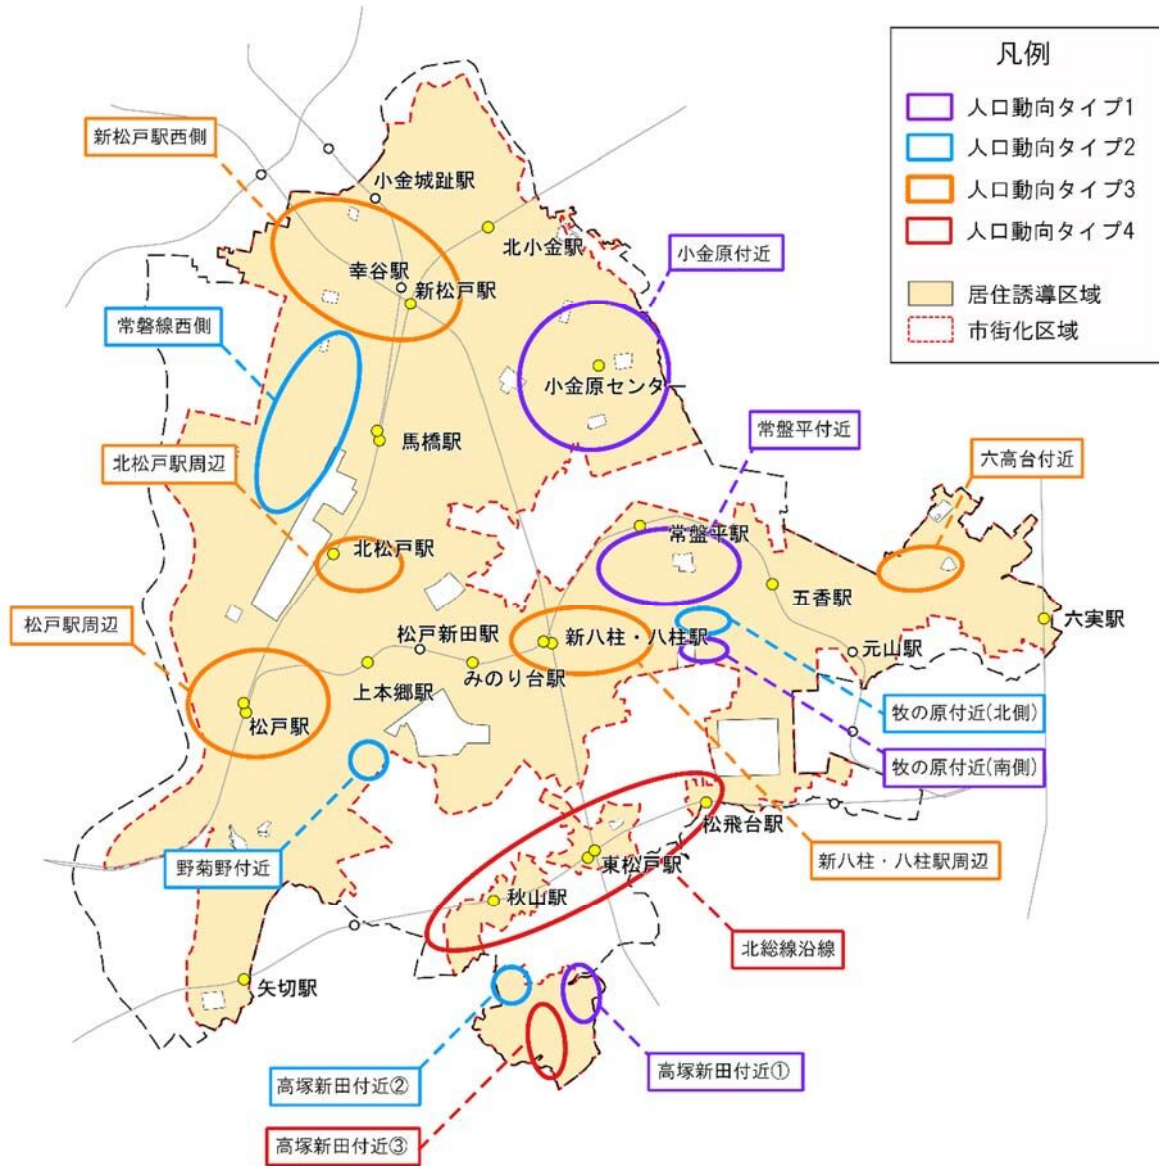 凡例
人口動向タイプ1
人口動向タイプ2
人口動向タイプ3
人口動向タイプ4
居住誘導区域
市街化区域
新松戸駅西側
小金城趾駅
北小金駅
小金原付近
幸谷駅
新松戸駅
常磐線西側
小金原センタ
馬橋駅
常盤平付近
北松戸駅周辺
六高台付近
常盤平駅
北松戸駅
五香駅
松戸駅周辺
六実駅
松戸新田駅
新八柱・八柱駅
元山駅
みのり台駅
上本郷駅
松戸駅
牧の原付近(北側)
牧の原付近(南側)
松飛台駅
野菊野付近
東松戸駅
新八柱・八柱駅周辺
秋山駅
北総線沿線
矢切駅
高塚新田付近②
高塚新田付近①
高塚新田付近③